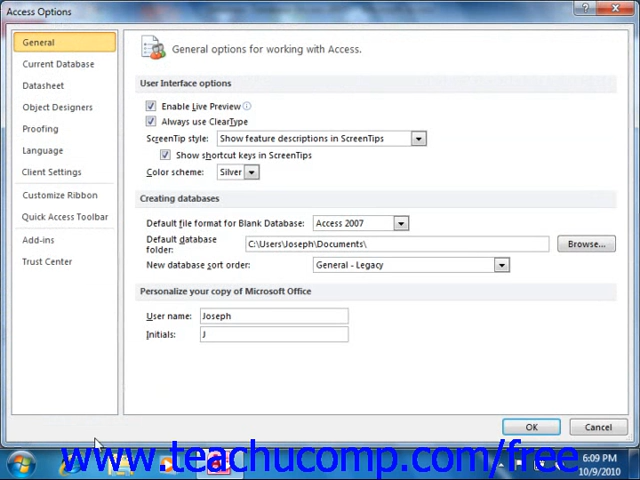 Access Options
General
Current Database
Datasheet
Object Designers
Proofing
Language
Client Settings
Customize Ribbon
Quick Access Toolbar
Add-ins
Trust Center
General options for working with Access.
User Interface options
Enable Live Preview
Always use ClearType
ScreenTip style: Show feature descriptions in ScreenTips
Show shortcut keys in ScreenTips
Color scheme: Silver
Creating databases
Default file format for Blank Database: Access 2007
Default database
folder:
C:\Users\Joseph\Documents\ Browse...
New database sort order: General - Legacy
Personalize your copy of Microsoft Office
User name: Joseph
Initials: J
OK Cancel
www.teachucomp.com/free
6:09 PM
10/9/2010